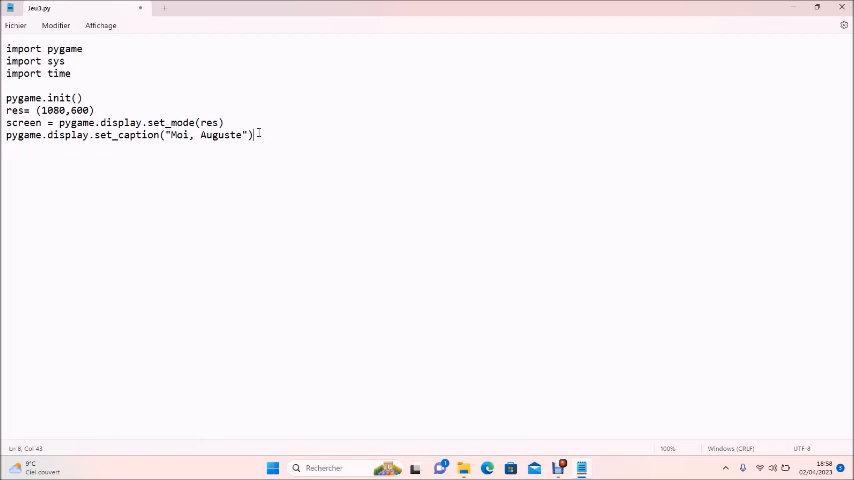 Jeu3.py
Fichier Modifier Affichage
import pygame
import sys
import time
pygame.init()
res= (1080,600)
screen = pygame.display.set_mode(res)
pygame.display.set_caption("Moi, Auguste")
Ln 8, Col 43 100% Windows (CRLF) UTF-8
9°C
Ciel couvert
Rechercher
18:58
02/04/2023